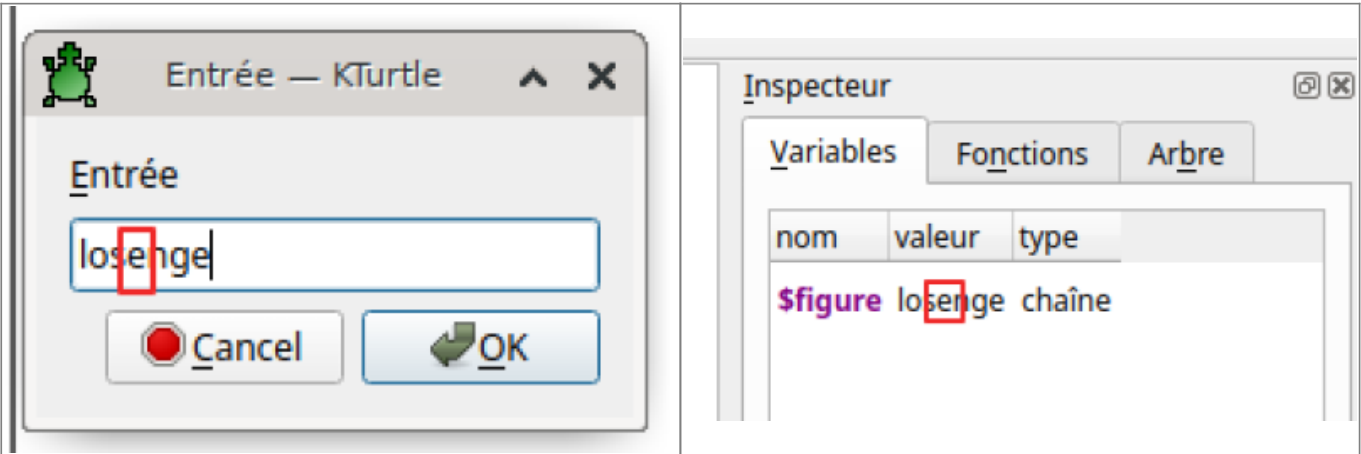 Entrée — KTurtle
Entrée
losenge
Cancel
OK
Inspecteur
Variables Fonctions Arbre
nom valeur type
$figure losenge chaîne